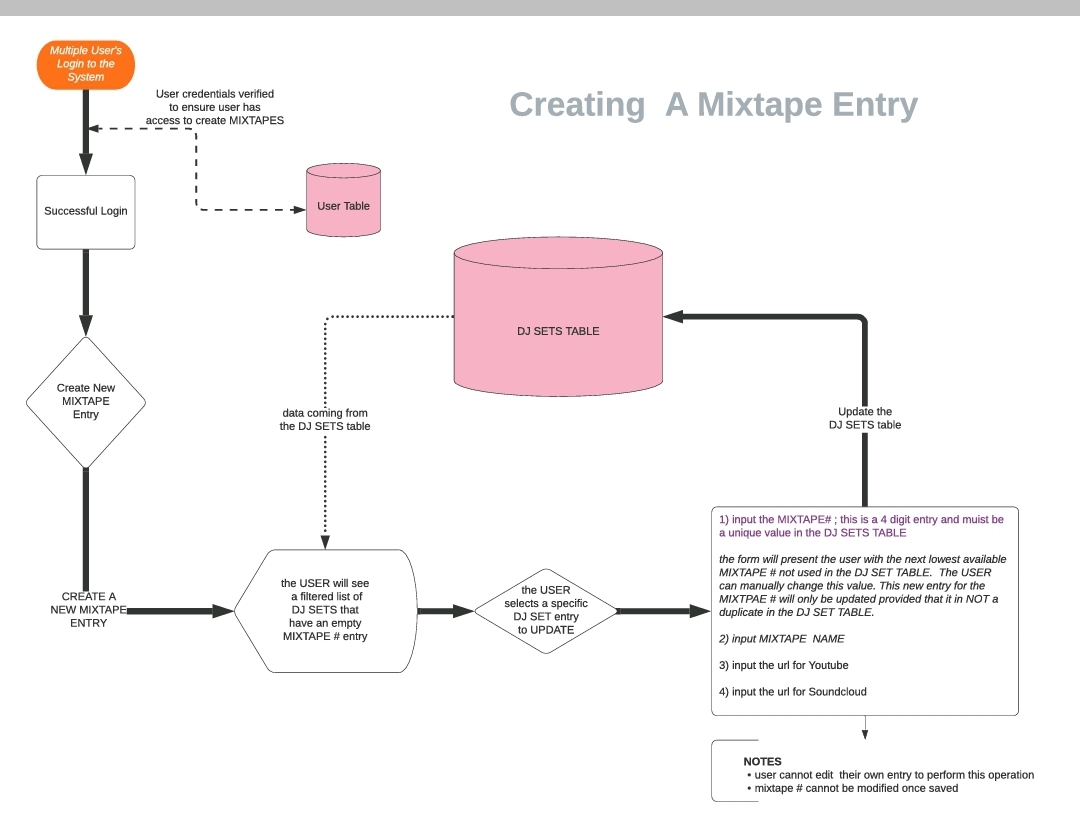 Multiple User's
Login to the
System
User credentials verified
to ensure user has
access to create MIXTAPES
Creating  A Mixtape Entry
Successful Login
User Table
DJ SETS TABLE
Create New
MIXTAPE
Entry
data coming from
the DJ SETS table
Update the
DJ SETS table
CREATE A
NEW MIXTAPE
ENTRY
the USER will see
a filtered list of
DJ SETS that
have an empty
MIXTAPE # entry
the USER
selects a specific
DJ SET entry
to UPDATE
1) input the MIXTAPE# ; this is a 4 digit entry and muist be
a unique value in the DJ SETS TABLE
the form will present the user with the next lowest available
MIXTAPE # not used in the DJ SET TABLE.  The USER
can manually change this value. This new entry for the
MIXTPAE # will only be updated provided that it in NOT a
duplicate in the DJ SET TABLE.
2) input MIXTAPE  NAME
3) input the url for Youtube
4) input the url for Soundcloud
NOTES
• user cannot edit  their own entry to perform this operation
• mixtape # cannot be modified once saved